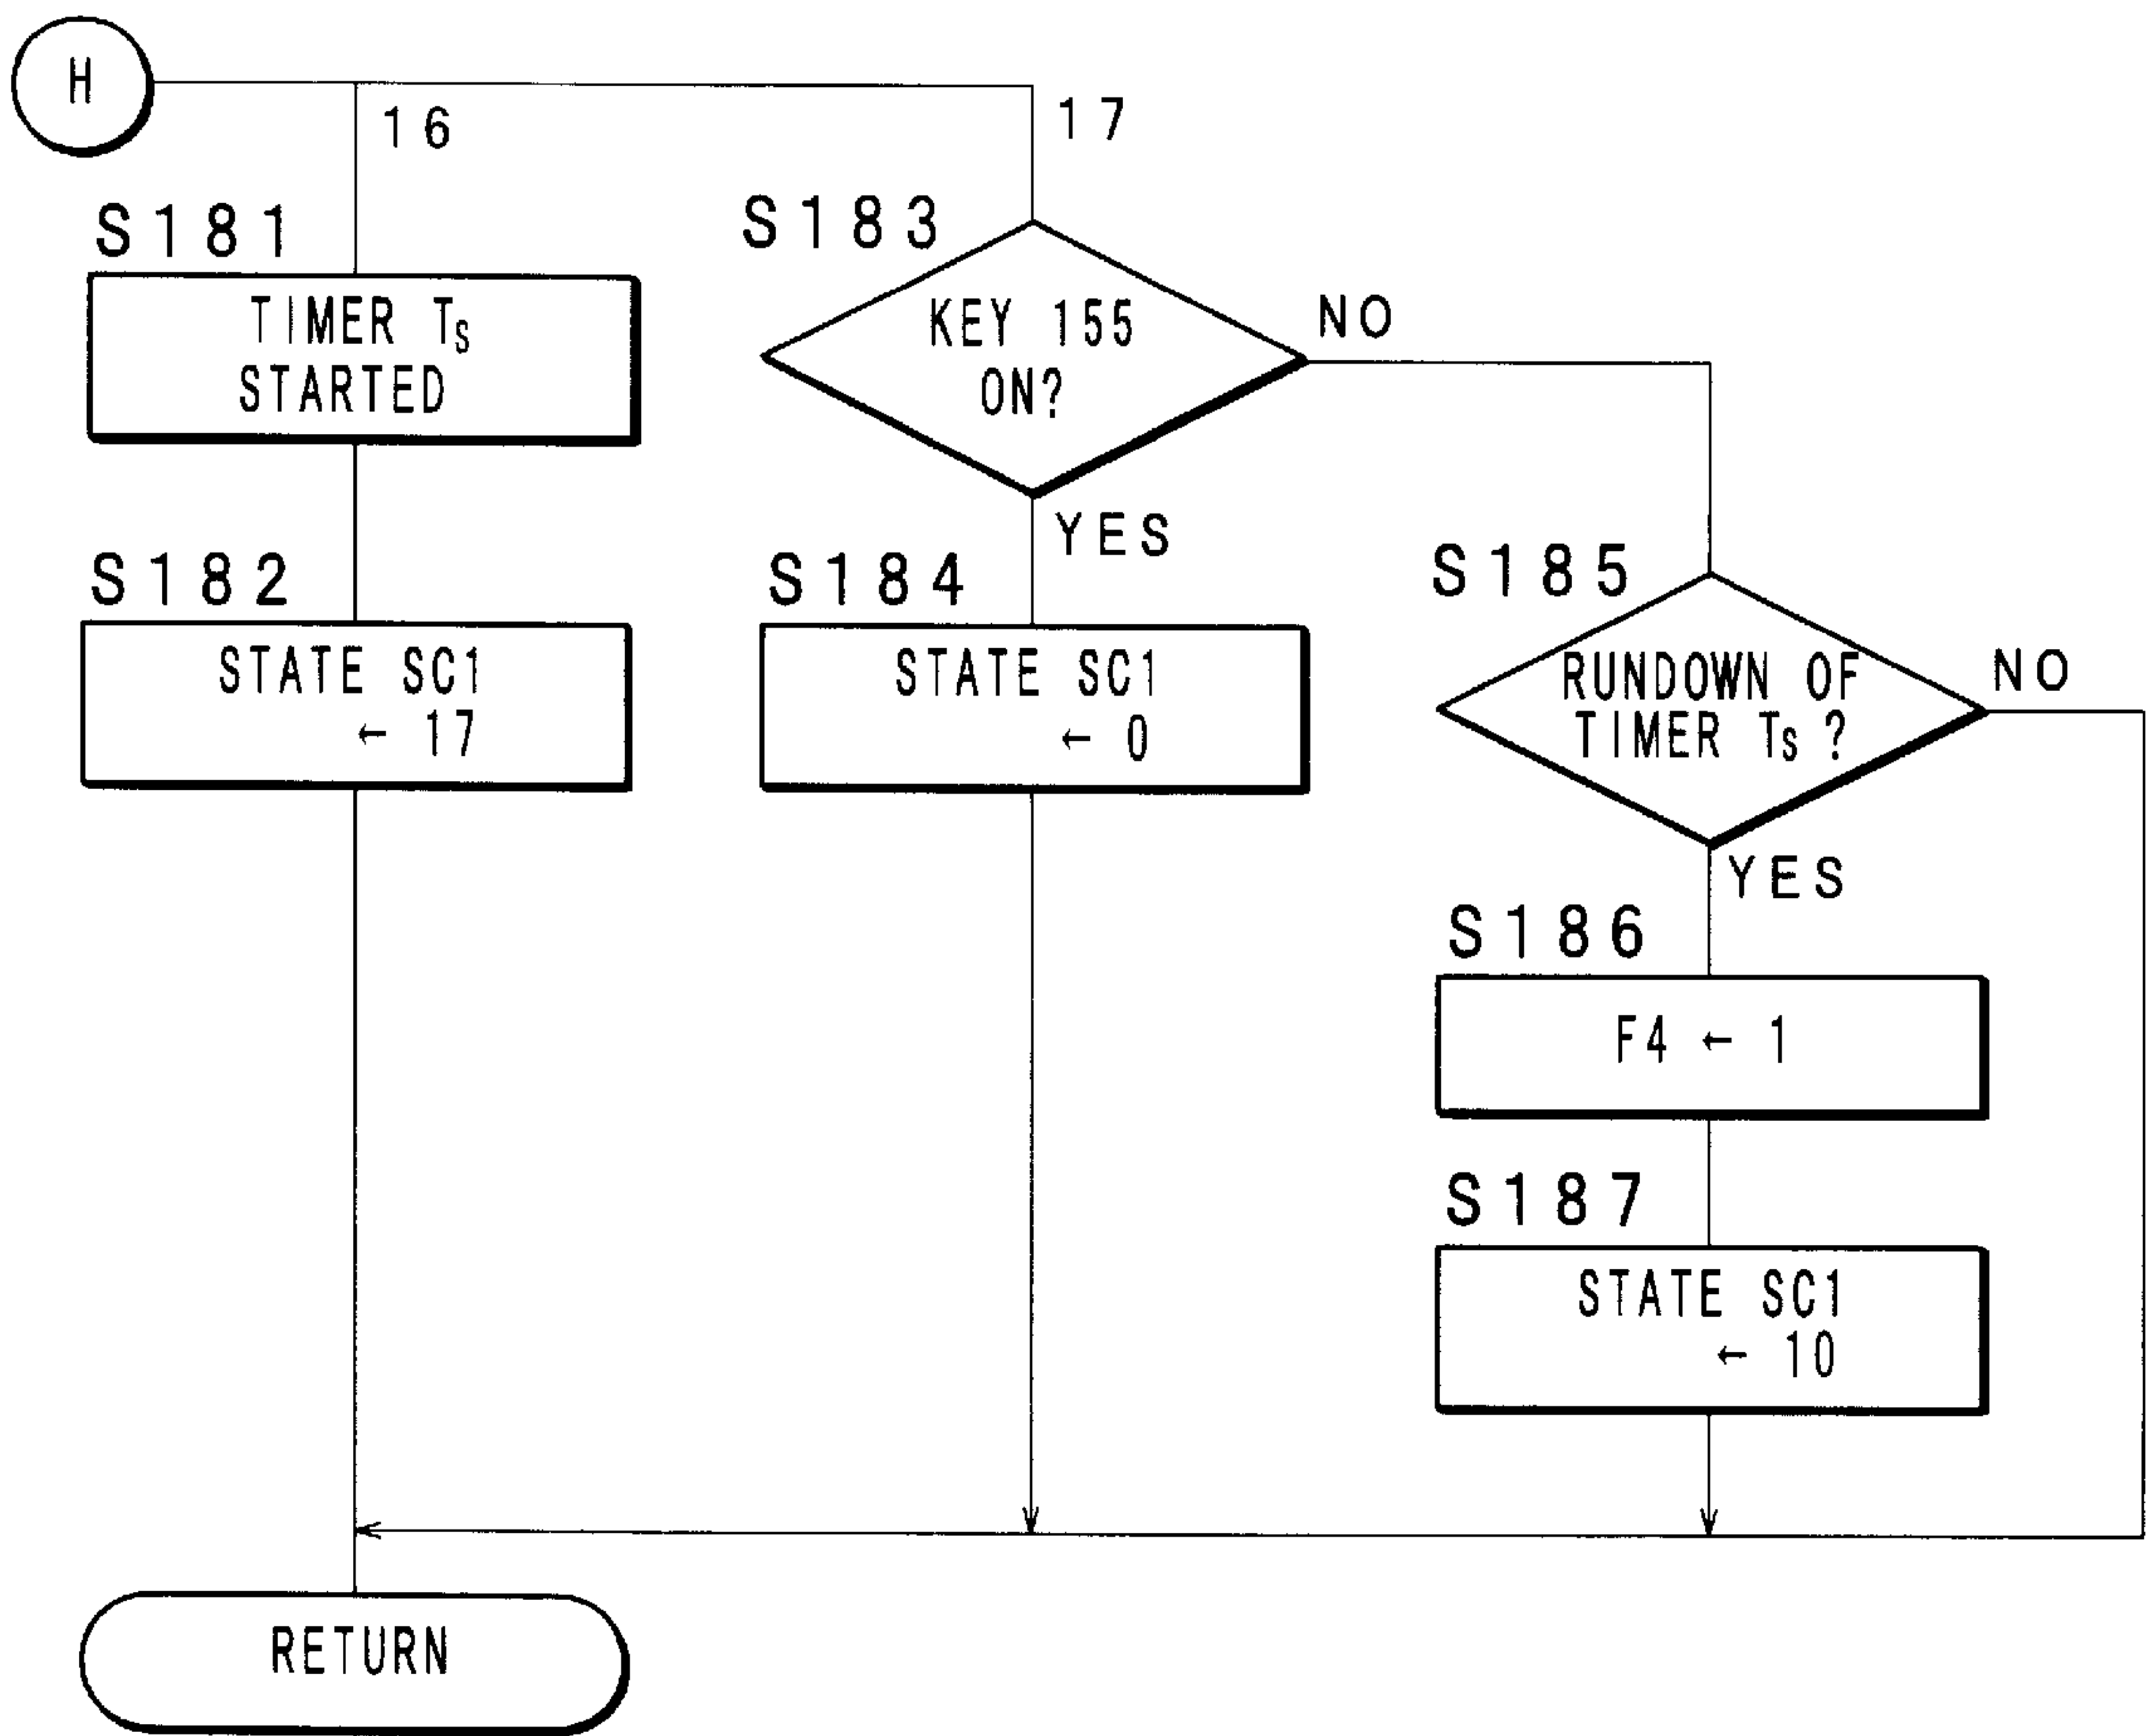 H
16
17
S181
TIMER Ts
STARTED
S182
STATE SC1
← 17
S183
KEY 155
ON?
NO
YES
S184
STATE SC1
← 0
S185
RUNDOWN OF
TIMER Ts ?
NO
YES
S186
F4 ← 1
S187
STATE SC1
← 10
RETURN